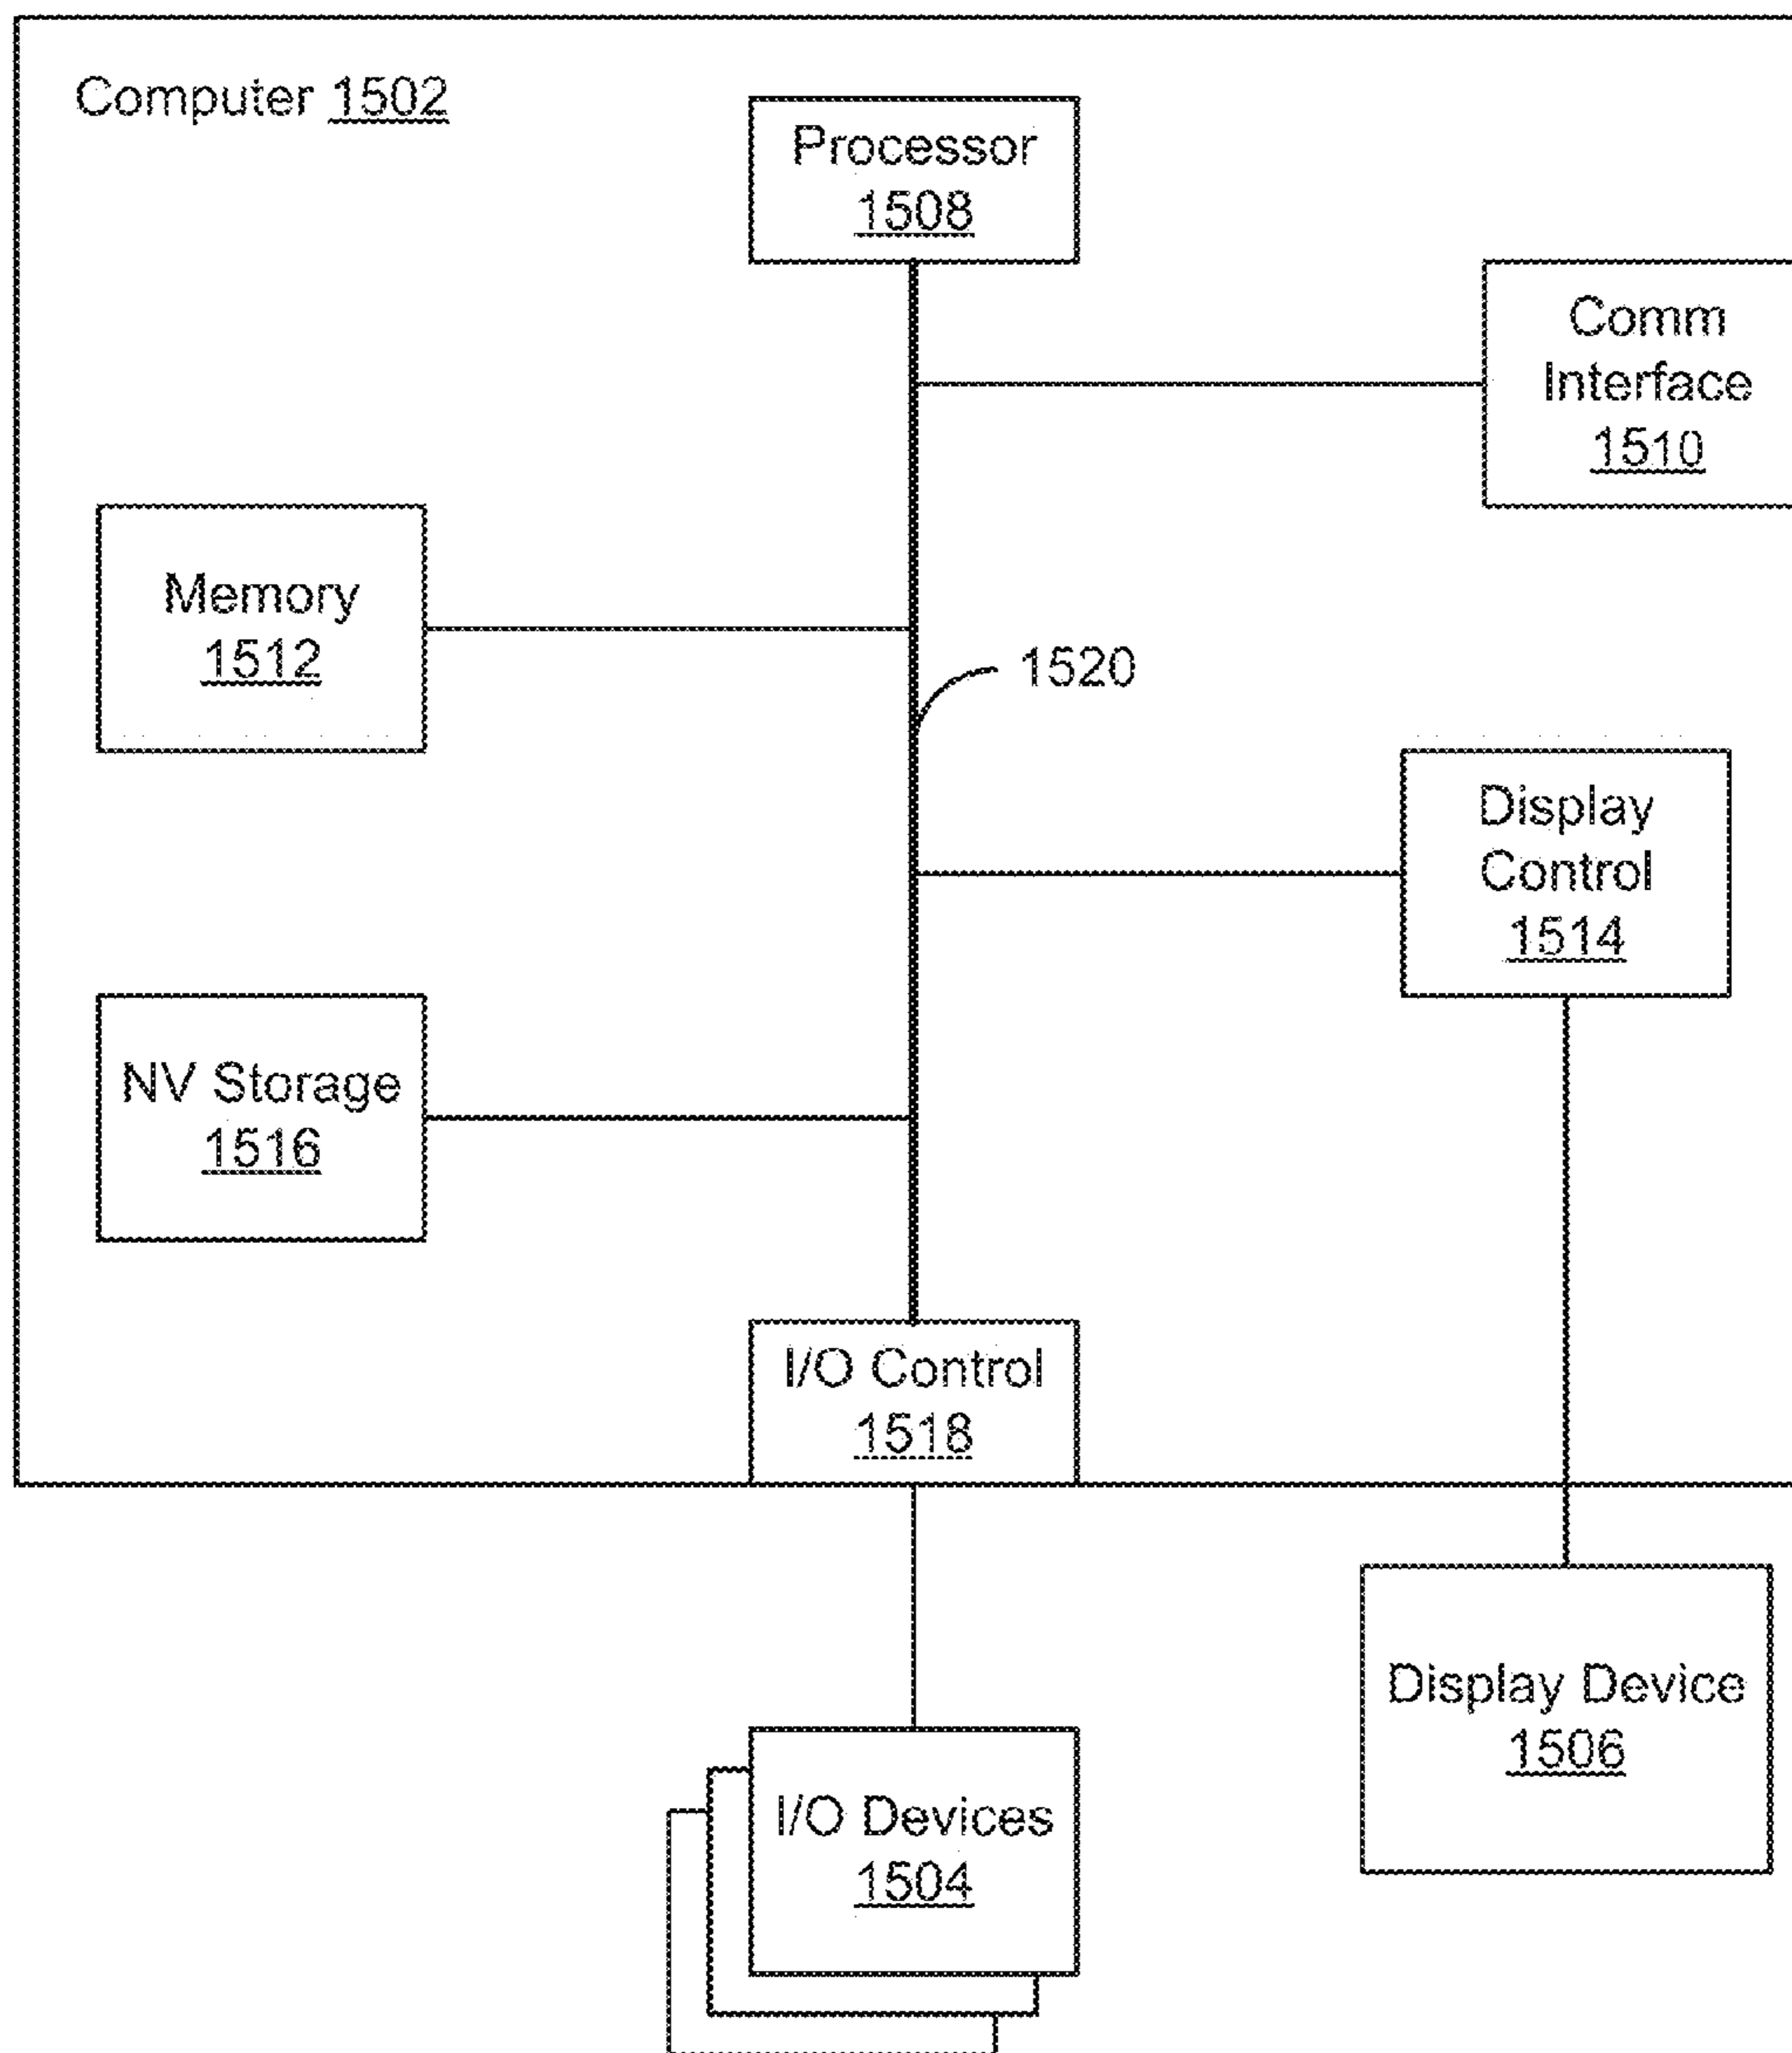 Computer 1502
Processor
1508
Comm
Interface
1510
Memory
1512
1520
Display
Control
1514
NV Storage
1516
I/O Control
1518
Display Device
1506
I/O Devices
1504